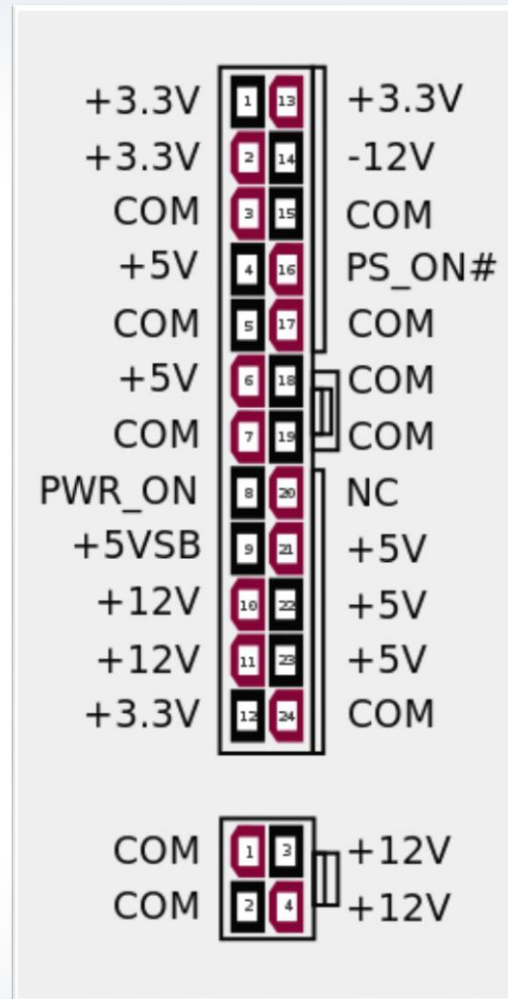 +3.3V 1 13 +3.3V
+3.3V 2 14 -12V
COM 3 15 COM
+5V 4 16 PS_ON#
COM 5 17 COM
+5V 6 18 COM
COM 7 19 COM
PWR_ON 8 20 NC
+5VSB 9 21 +5V
+12V 10 22 +5V
+12V 11 23 +5V
+3.3V 12 24 COM
COM 1 3 +12V
COM 2 4 +12V